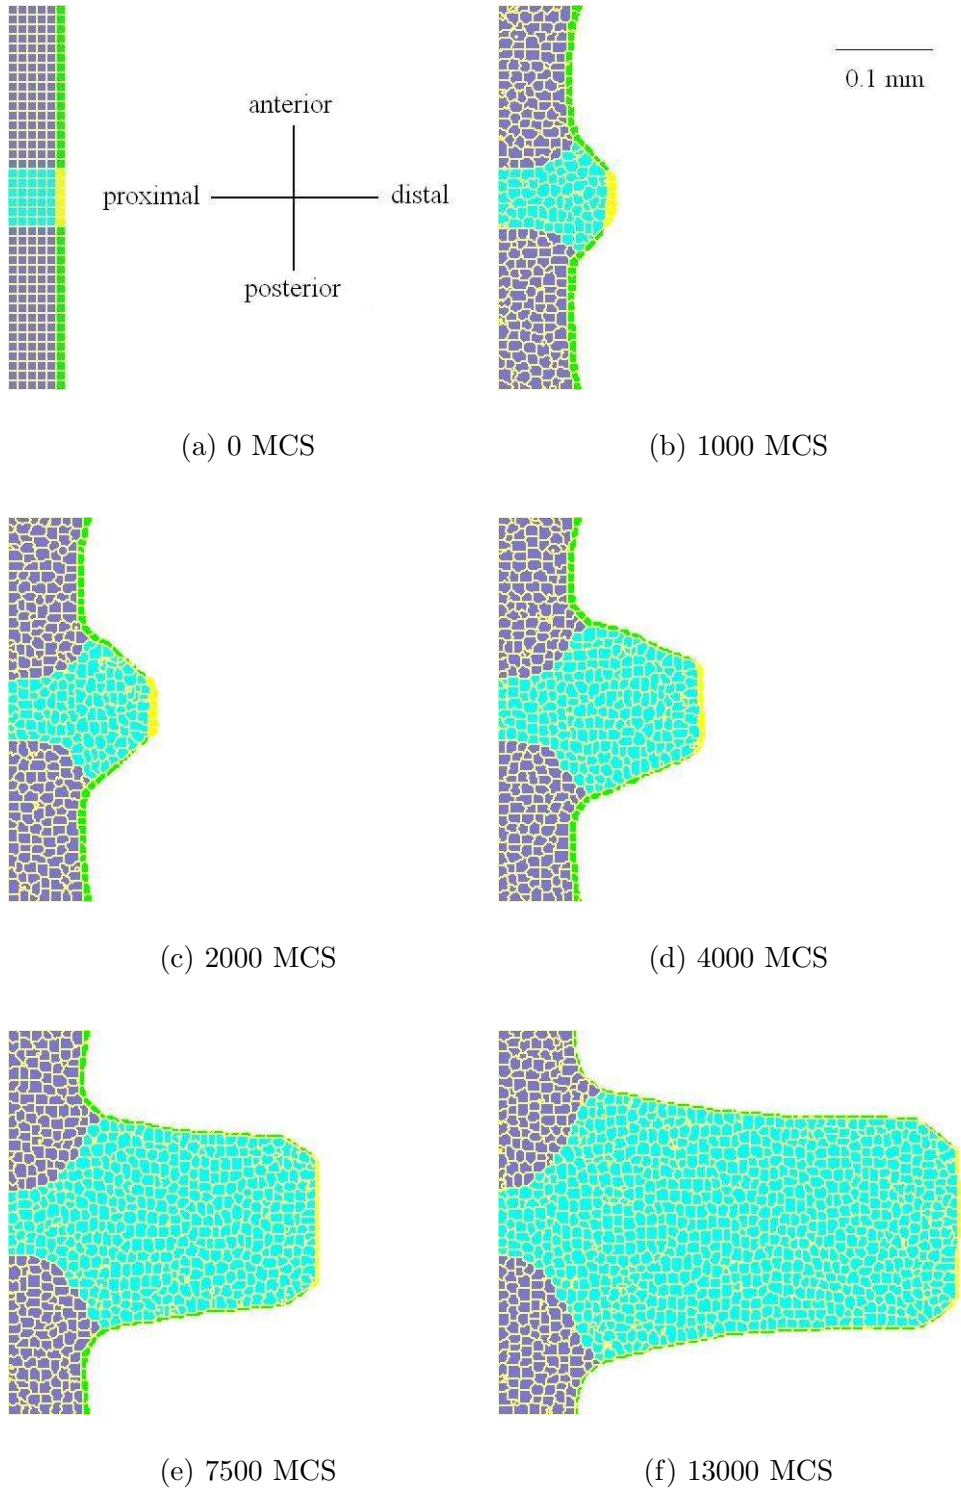 0.1 mm
anterior
proximal
distal
posterior
(a) 0 MCS
(b) 1000 MCS
(c) 2000 MCS
(d) 4000 MCS
(e) 7500 MCS
(f) 13000 MCS